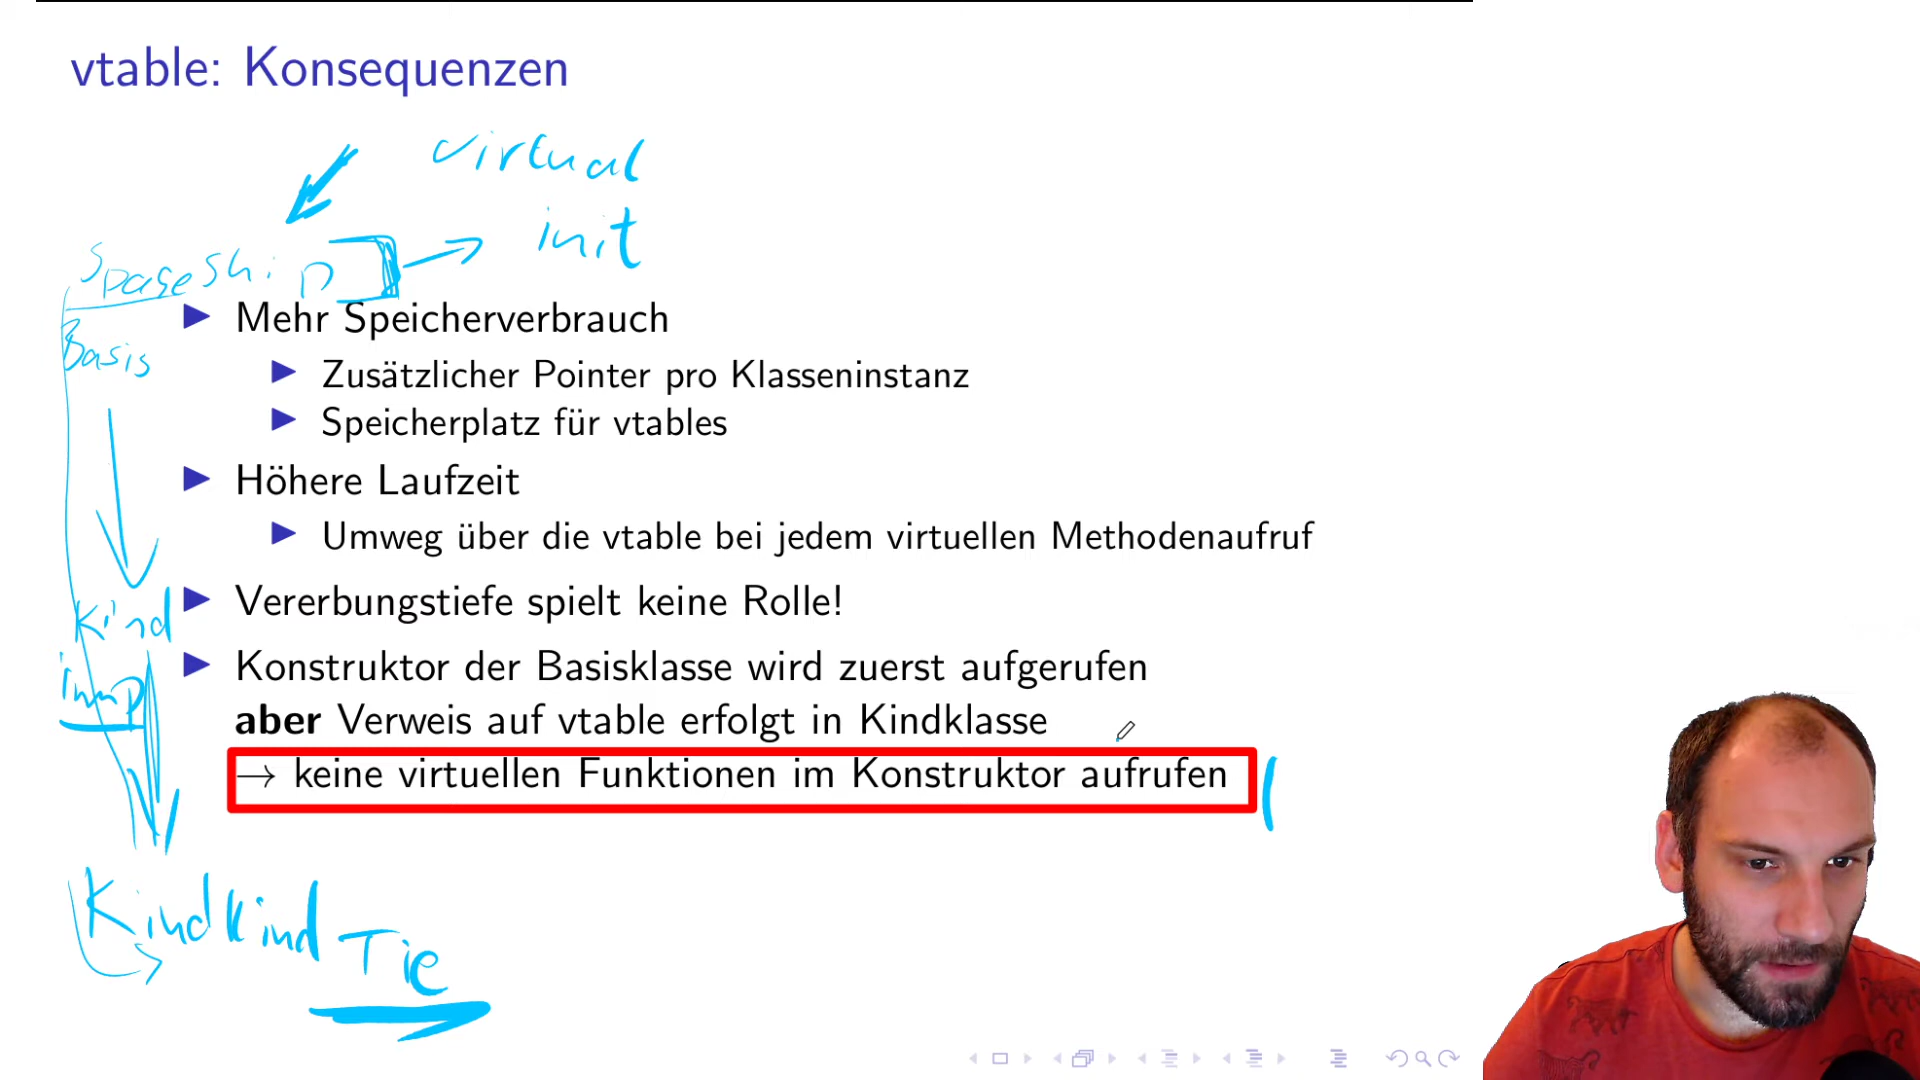 vtable: Konsequenzen
virtual
init
Spaceship
Mehr Speicherverbrauch
Basis
Zusätzlicher Pointer pro Klasseninstanz
Speicherplatz für vtables
Höhere Laufzeit
Umweg über die vtable bei jedem virtuellen Methodenaufruf
Kind
Vererbungstiefe spielt keine Rolle!
Konstruktor der Basisklasse wird zuerst aufgerufen
aber Verweis auf vtable erfolgt in Kindklasse
→ keine virtuellen Funktionen im Konstruktor aufrufen
KindKind
Tie